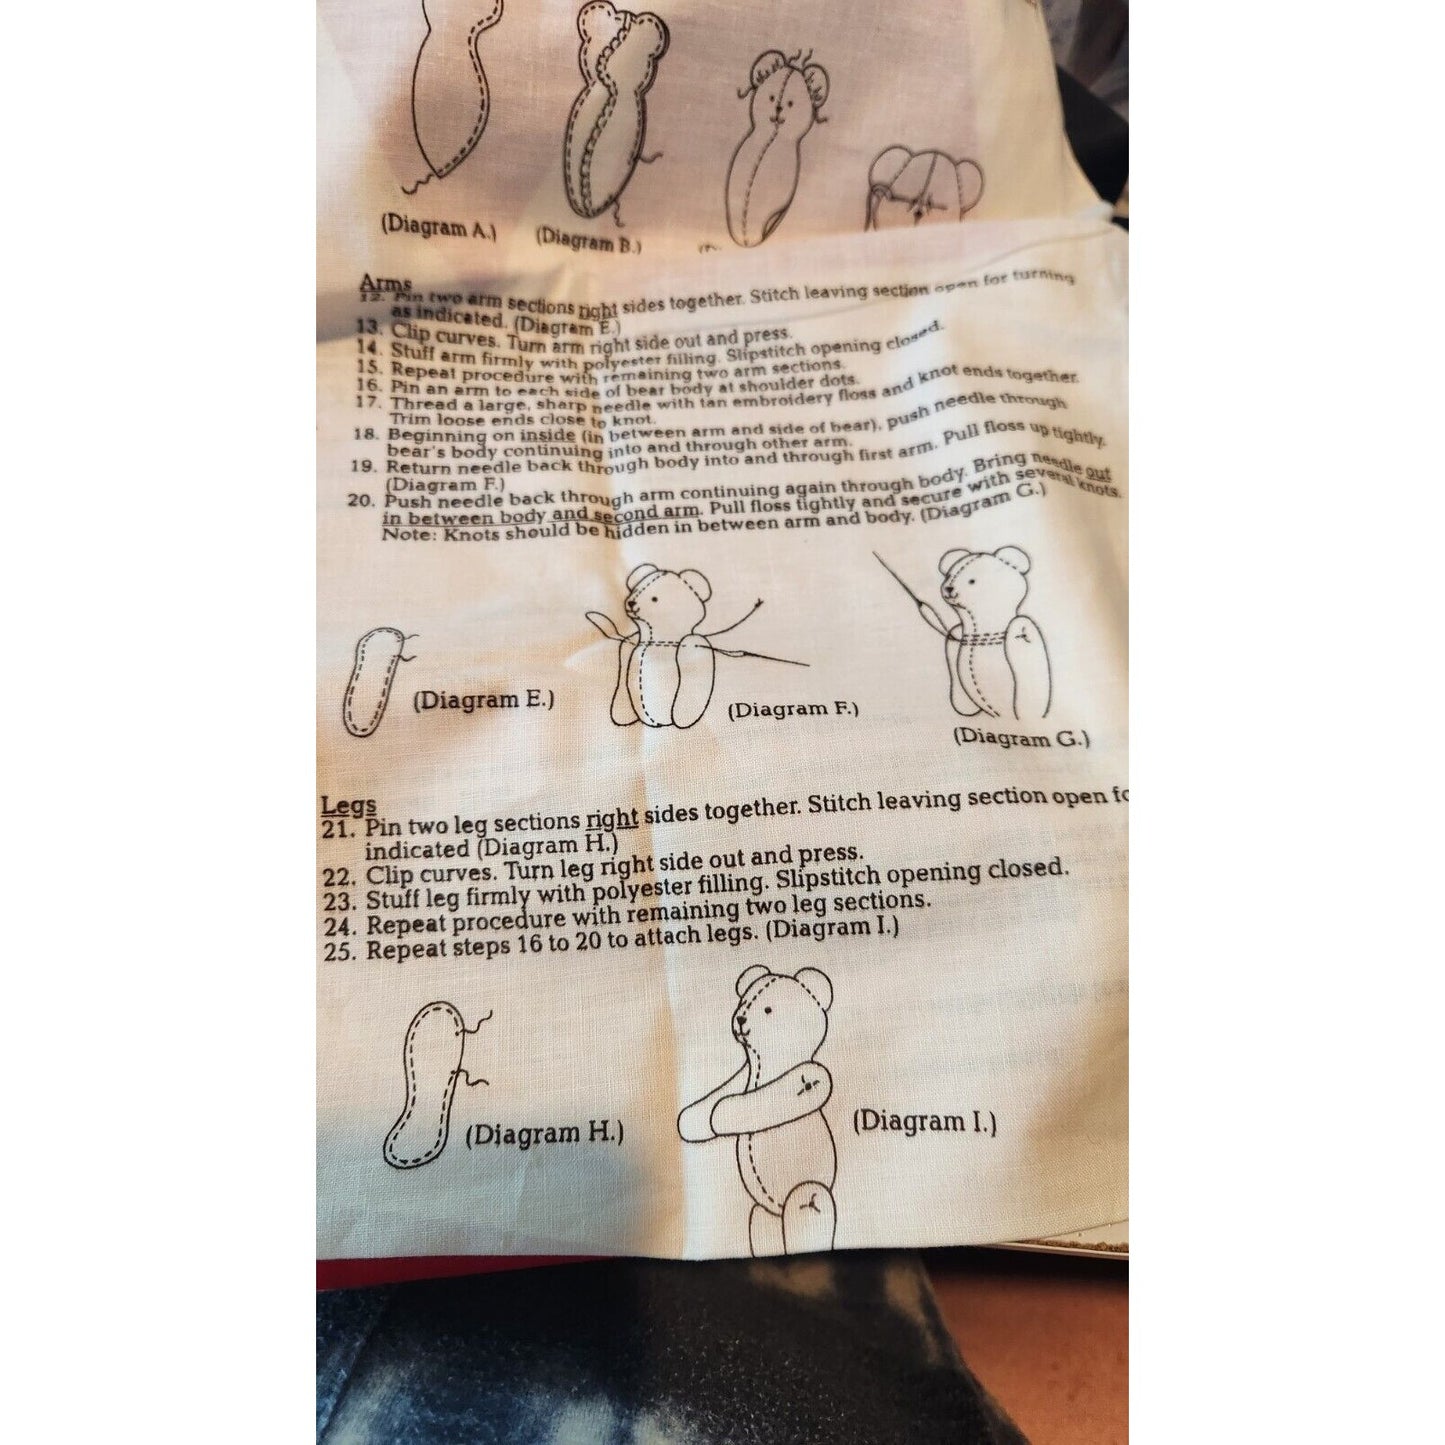 (Diagram A.)
(Diagram B.)
Arms
12. Pin two arm sections right sides together. Stitch leaving section open for turning
as indicated. (Diagram E.)
13. Clip curves. Turn arm right side out and press.
14. Stuff arm firmly with polyester filling. Slipstitch opening closed.
15. Repeat procedure with remaining two arm sections.
16. Pin an arm to each side of bear body at shoulder dots.
17. Thread a large, sharp needle with tan embroidery floss and knot ends together.
Trim loose ends close to knot.
18. Beginning on inside (in between arm and side of bear), push needle through
bear's body continuing into and through other arm.
19. Return needle back through body into and through first arm. Pull floss up tightly.
(Diagram F.)
20. Push needle back through arm continuing again through body. Bring needle out
in between body and second arm. Pull floss tightly and secure with several knots.
Note: Knots should be hidden in between arm and body. (Diagram G.)
(Diagram E.)
(Diagram F.)
(Diagram G.)
Legs
21. Pin two leg sections right sides together. Stitch leaving section open
indicated (Diagram H.)
22. Clip curves. Turn leg right side out and press.
23. Stuff leg firmly with polyester filling. Slipstitch opening closed.
24. Repeat procedure with remaining two leg sections.
25. Repeat steps 16 to 20 to attach legs. (Diagram I.)
(Diagram H.)
(Diagram I.)